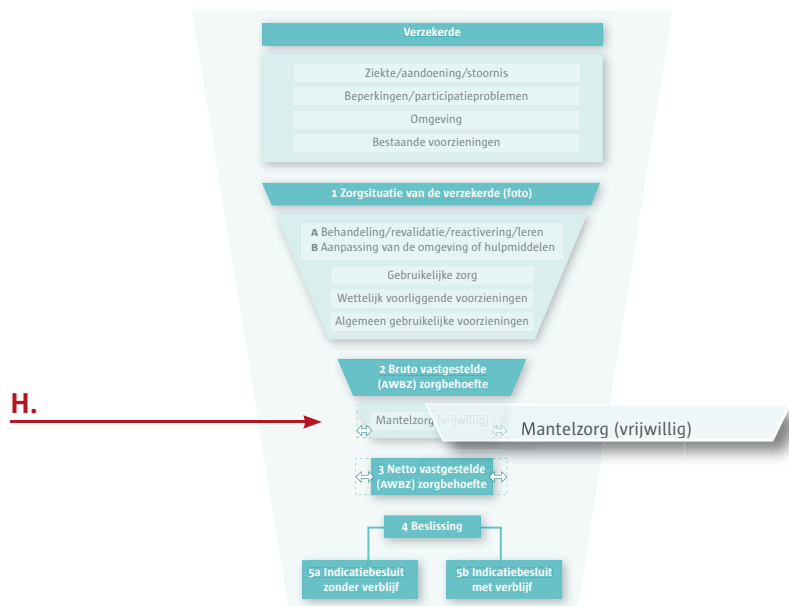 Verzekerde
Ziekte/aandoening/stoornis
Beperkingen/participatieproblemen
Omgeving
Bestaande voorzieningen
1 Zorgsituatie van de verzekerde (foto)
A Behandeling/revalidatie/reactivering/leren
B Aanpassing van de omgeving of hulpmiddelen
Gebruikelijke zorg
Wettelijk voorliggende voorzieningen
Algemeen gebruikelijke voorzieningen
2 Bruto vastgestelde
(AWBZ) zorgbehoefte
H.
Mantelzorg (vrijwillig)
Mantelzorg (vrijwillig)
3 Netto vastgestelde
(AWBZ) zorgbehoefte
4 Beslissing
5a Indicatiebesluit
zonder verblijf
5b Indicatiebesluit
met verblijf